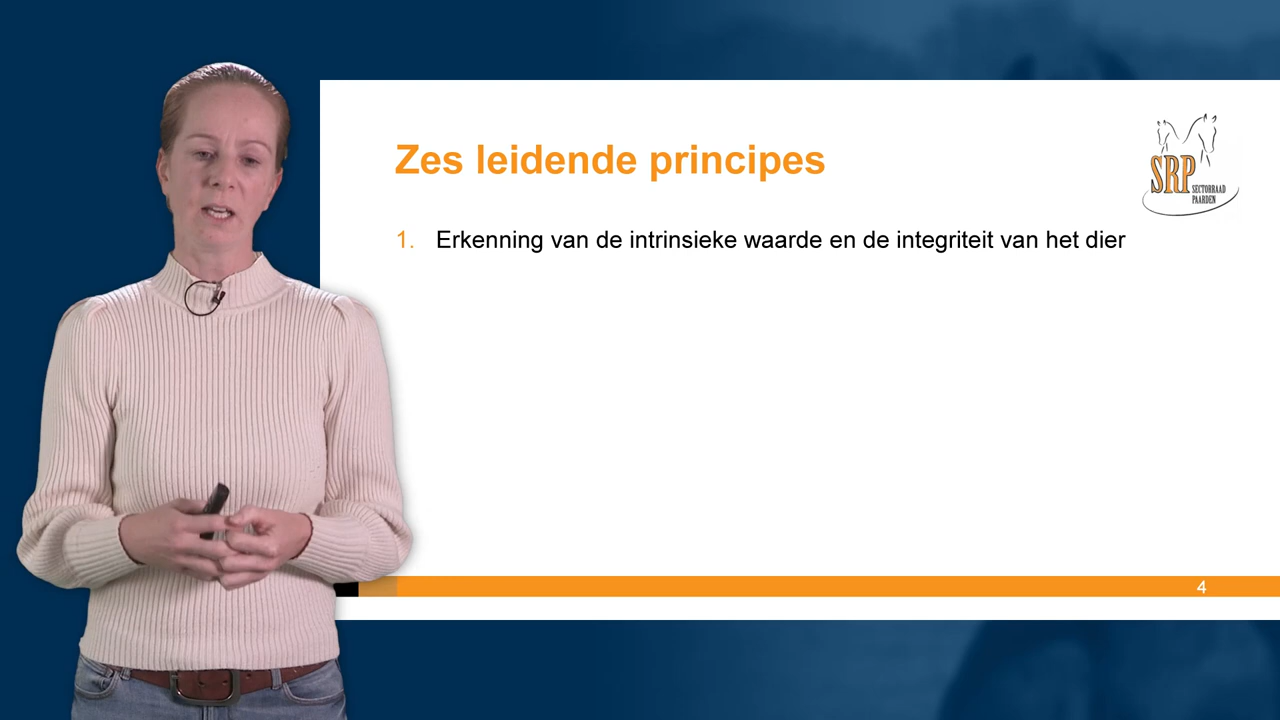 Zes leidende principes
SRP
SECTORRAAD
PAARDEN
1. Erkenning van de intrinsieke waarde en de integriteit van het dier
4